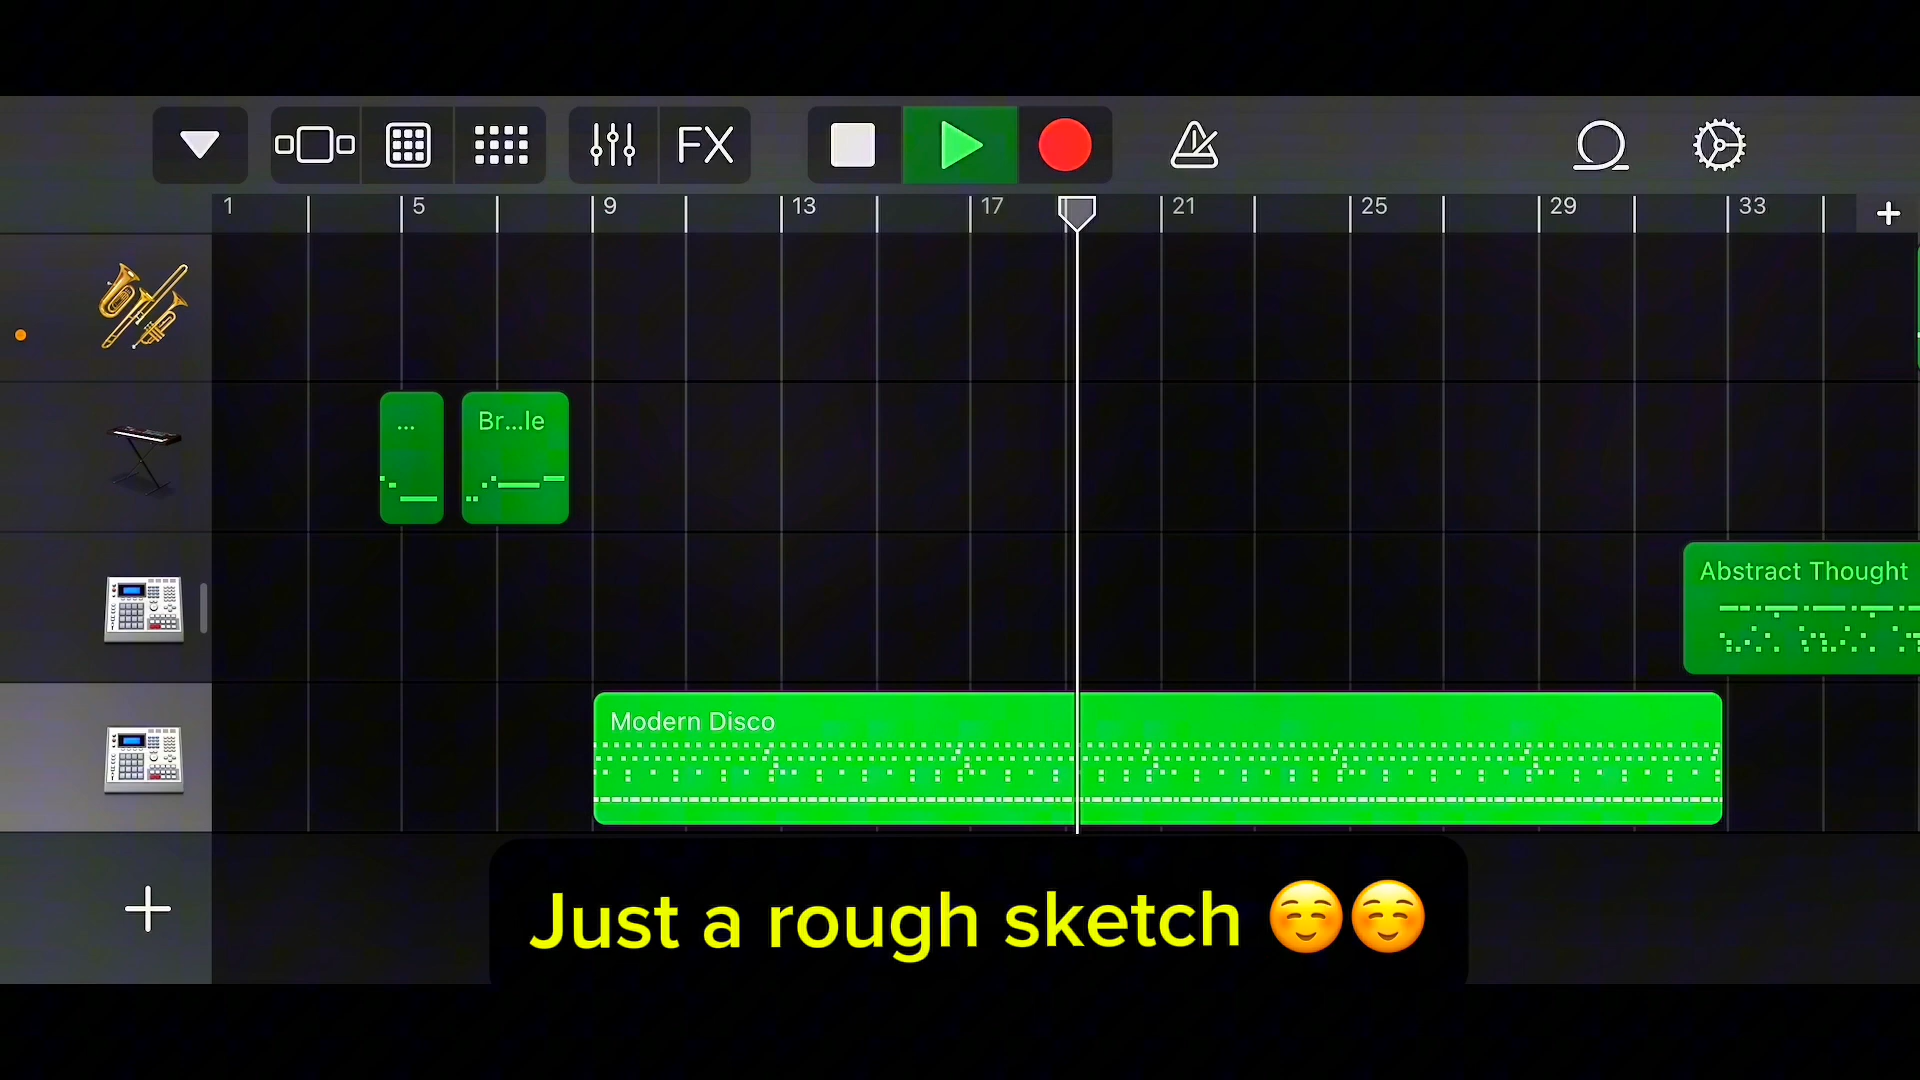 FX
1 5 9 13 17 21 25 29 33
... Br...le
Abstract Thought
Modern Disco
Just a rough sketch ☺️☺️